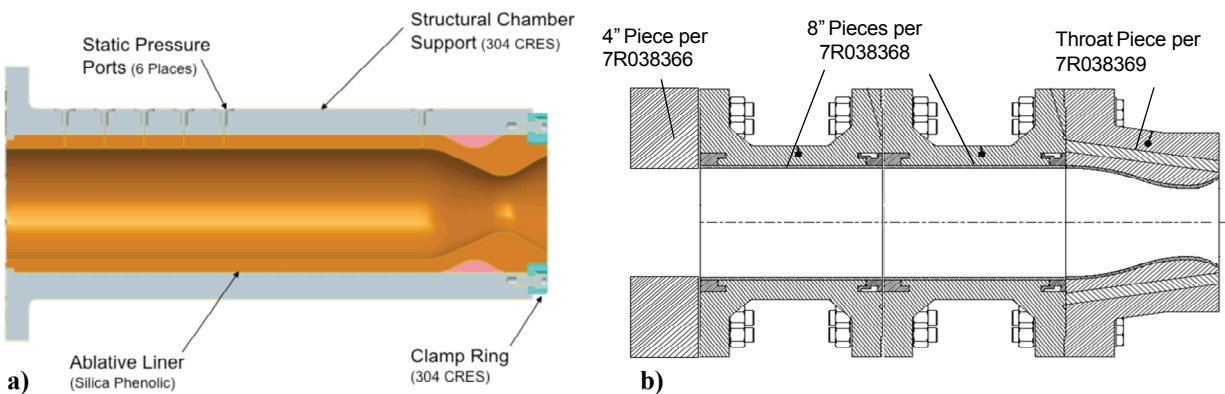 Structural Chamber
Support (304 CRES)
Static Pressure
Ports (6 Places)
Ablative Liner
(Silica Phenolic)
Clamp Ring
(304 CRES)
a)
4” Piece per
7R038366
8” Pieces per
7R038368
Throat Piece per
7R038369
b)